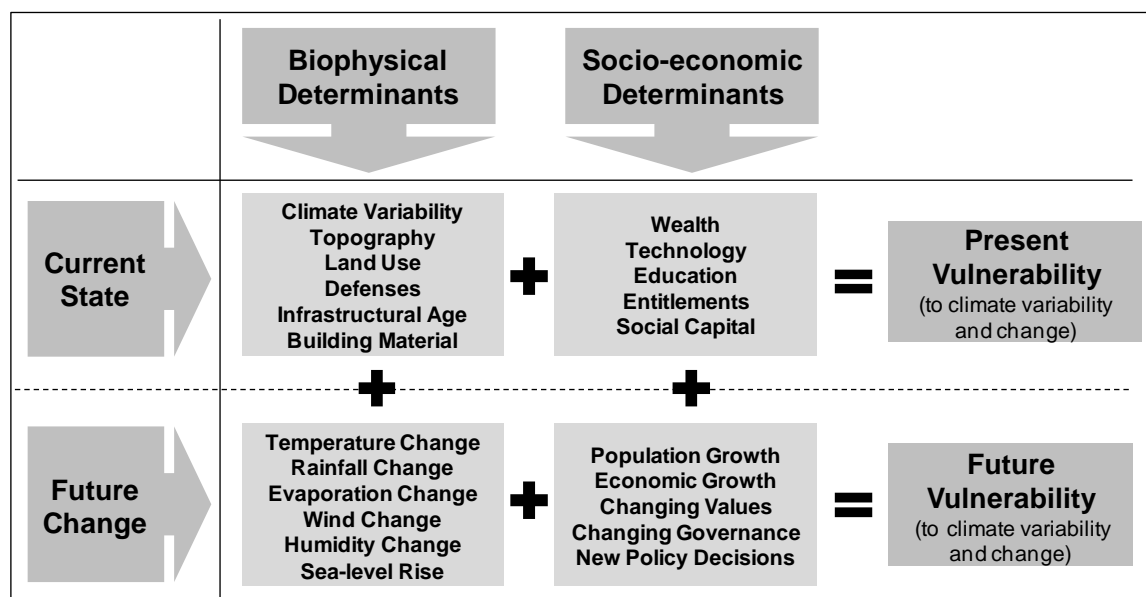 Biophysical
Determinants
Socio-economic
Determinants
Current
State
Climate Variability
Topography
Land Use
Defenses
Infrastructural Age
Building Material
+
Wealth
Technology
Education
Entitlements
Social Capital
=
Present
Vulnerability
(to climate variability
and change)
+
+
Future
Change
Temperature Change
Rainfall Change
Evaporation Change
Wind Change
Humidity Change
Sea-level Rise
+
Population Growth
Economic Growth
Changing Values
Changing Governance
New Policy Decisions
=
Future
Vulnerability
(to climate variability
and change)